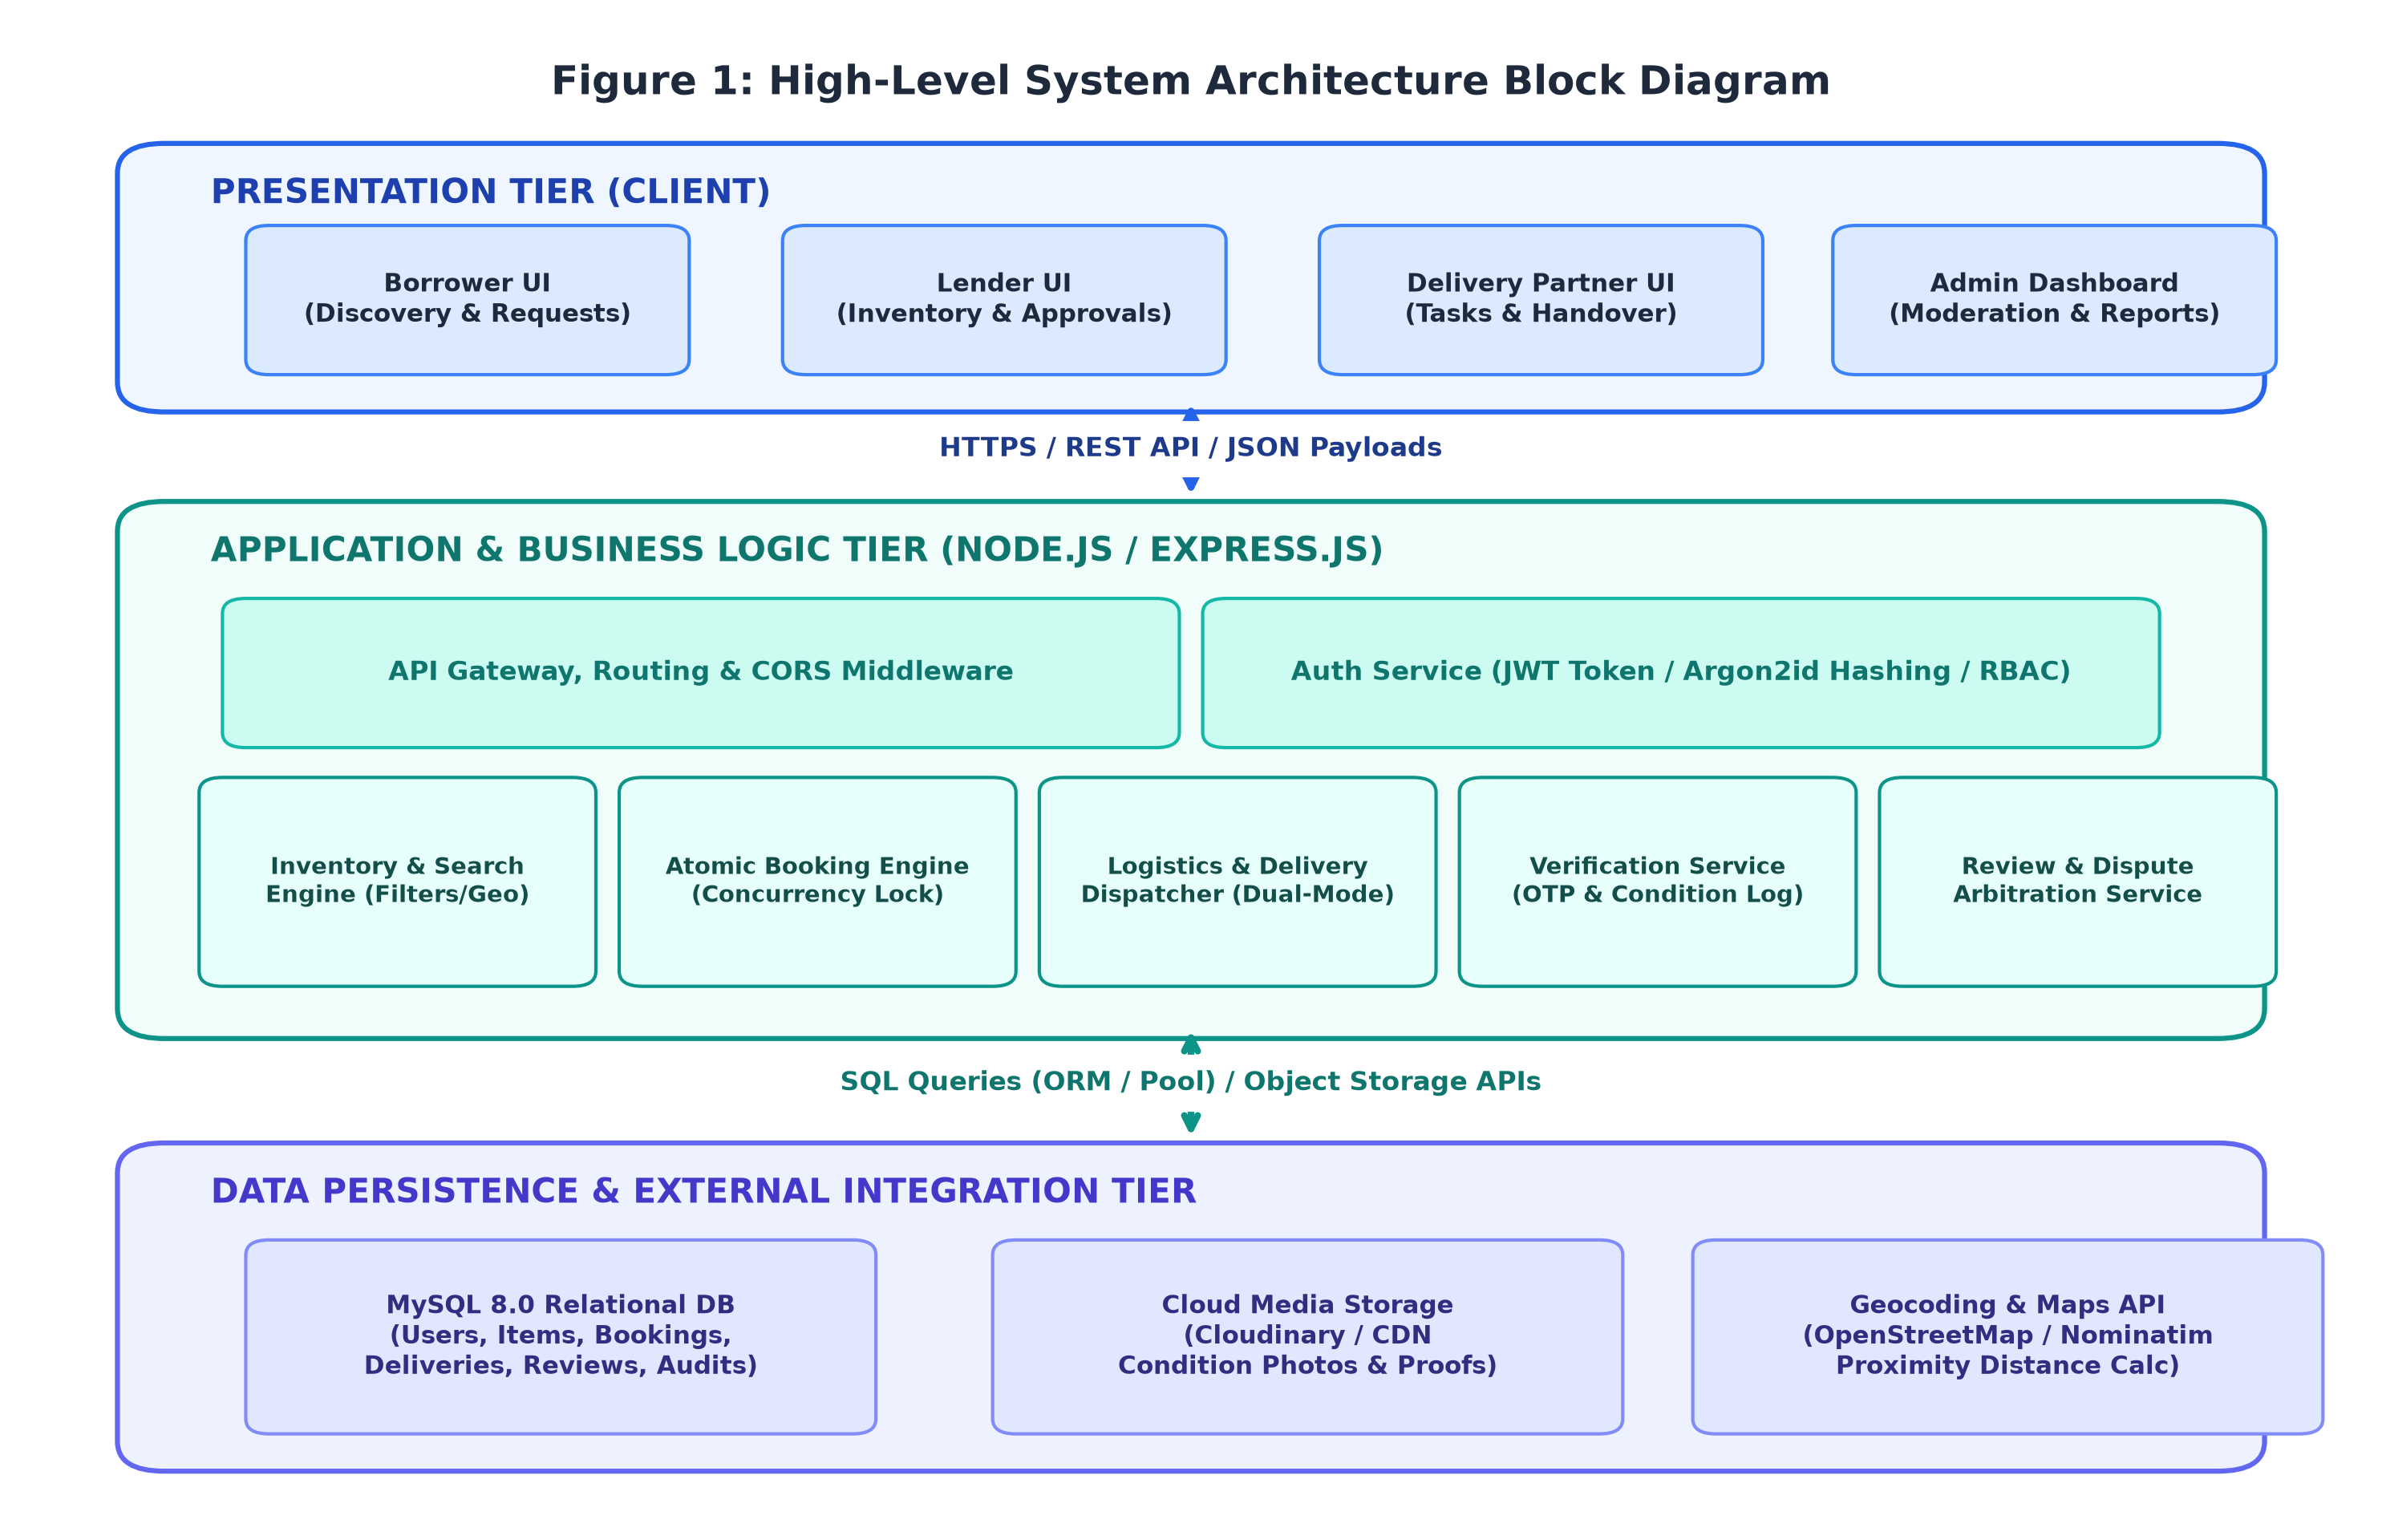 Figure 1: High-Level System Architecture Block Diagram
PRESENTATION TIER (CLIENT)
Borrower UI
(Discovery & Requests)
Lender UI
(Inventory & Approvals)
Delivery Partner UI
(Tasks & Handover)
Admin Dashboard
(Moderation & Reports)
HTTPS / REST API / JSON Payloads
APPLICATION & BUSINESS LOGIC TIER (NODE.JS / EXPRESS.JS)
API Gateway, Routing & CORS Middleware
Auth Service (JWT Token / Argon2id Hashing / RBAC)
Inventory & Search
Engine (Filters/Geo)
Atomic Booking Engine
(Concurrency Lock)
Logistics & Delivery
Dispatcher (Dual-Mode)
Verification Service
(OTP & Condition Log)
Review & Dispute
Arbitration Service
SQL Queries (ORM / Pool) / Object Storage APIs
DATA PERSISTENCE & EXTERNAL INTEGRATION TIER
MySQL 8.0 Relational DB
(Users, Items, Bookings,
Deliveries, Reviews, Audits)
Cloud Media Storage
(Cloudinary / CDN
Condition Photos & Proofs)
Geocoding & Maps API
(OpenStreetMap / Nominatim
Proximity Distance Calc)